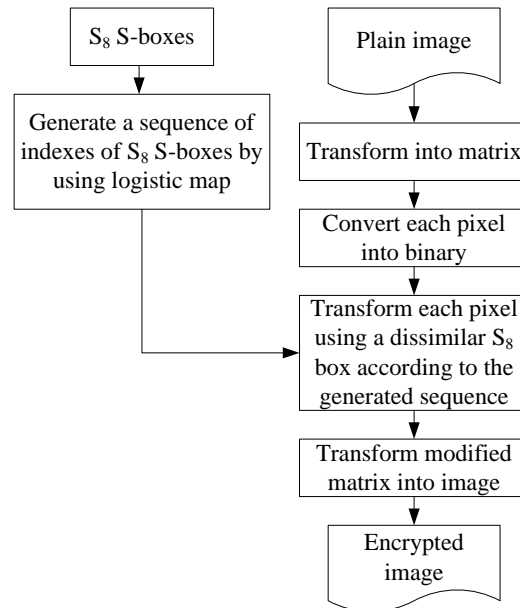 S₈ S-boxes
Generate a sequence of
indexes of S₈ S-boxes by
using logistic map
Plain image
Transform into matrix
Convert each pixel
into binary
Transform each pixel
using a dissimilar S₈
box according to the
generated sequence
Transform modified
matrix into image
Encrypted
image